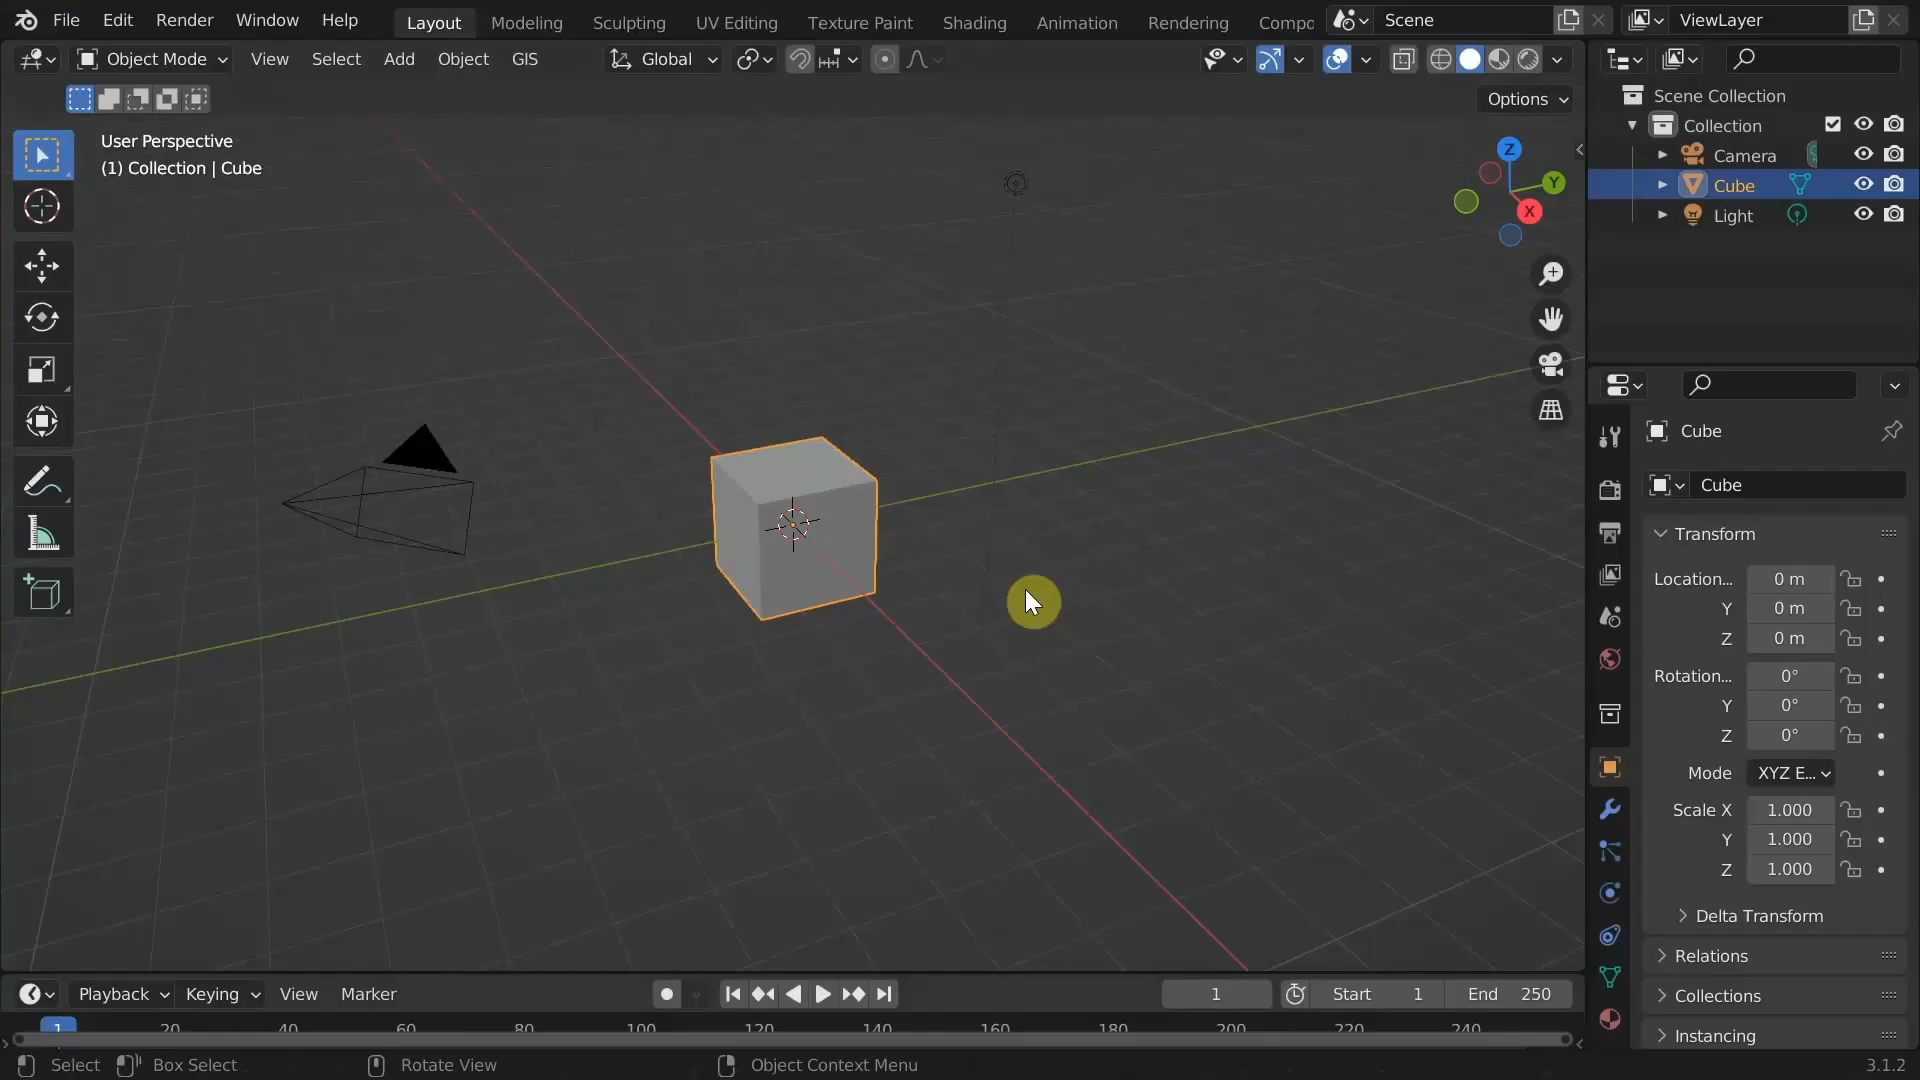 File Edit Render Window Help Layout Modeling Sculpting UV Editing Texture Paint Shading Animation Rendering Compo Scene ViewLayer
Object Mode View Select Add Object GIS Global
Options
User Perspective
(1) Collection | Cube
Z
Y
X
Scene Collection
Collection
Camera
Cube
Light
Cube
Cube
Transform
Location... 0 m
Y 0 m
Z 0 m
Rotation... 0°
Y 0°
Z 0°
Mode XYZ E...
Scale X 1.000
Y 1.000
Z 1.000
Delta Transform
Relations
Collections
Instancing
Playback Keying View Marker 1 Start 1 End 250
1 20 40 60 80 100 120 140 160 180 200 220 240
Select Box Select Rotate View Object Context Menu 3.1.2